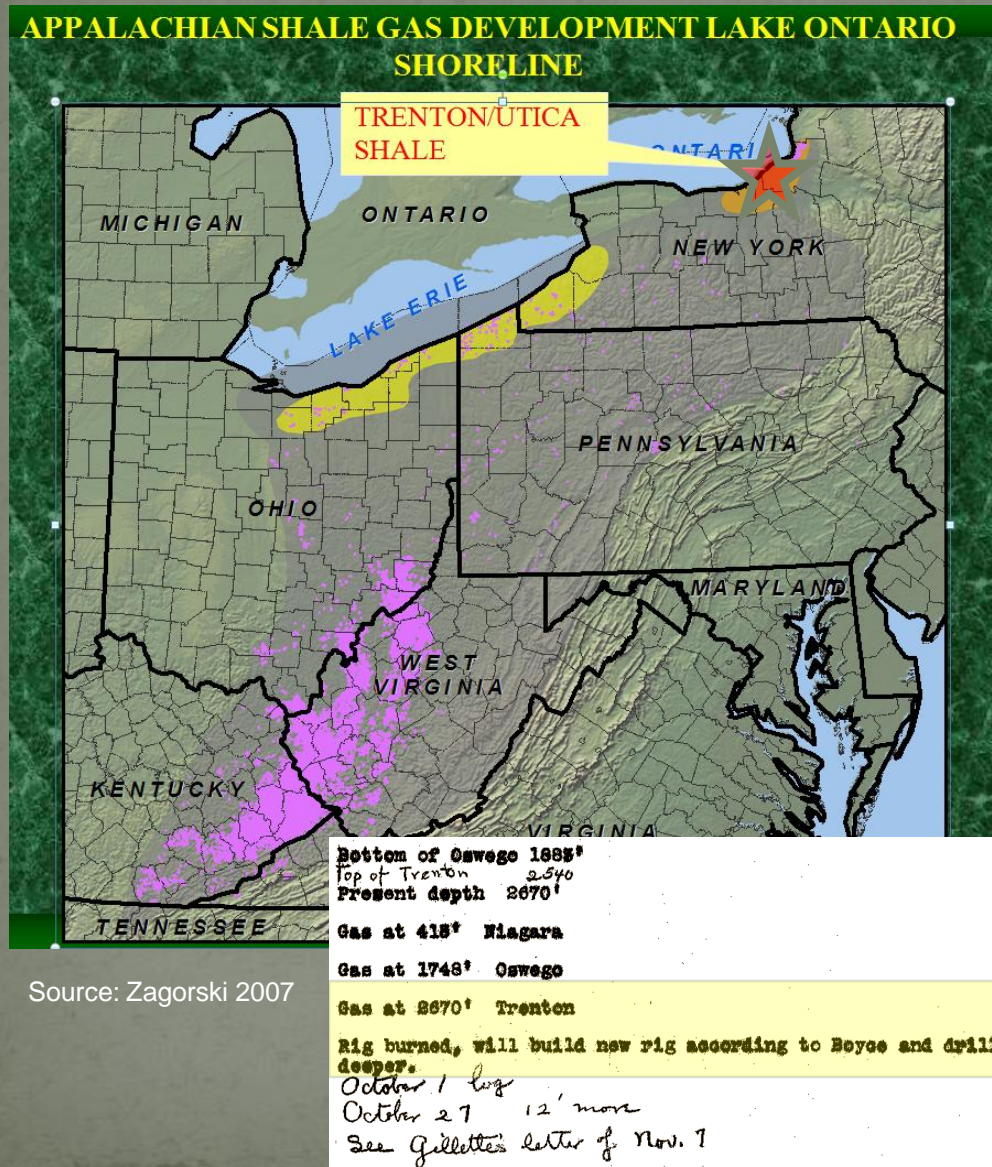 APPALACHIAN SHALE GAS DEVELOPMENT LAKE ONTARIO
SHORELINE
TRENTON/UTICA
SHALE
ONTARI
MICHIGAN
ONTARIO
NEW YORK
LAKE ERIE
PENNSYLVANIA
OHIO
MARYLAND
WEST
VIRGINIA
KENTUCKY
VIRGINIA
TENNESSEE
Source: Zagorski 2007
Bottom of Oswego
Top of Trenton 2540
Present depth 2670'
Gas at 418' Niagara
Gas at 1748' Oswego
Gas at 2670' Trenton
Rig burned, will build new rig according to Boyce and drill
deeper.
October 1 log
October 27 12' more
See Gillette's letter of Nov. 7